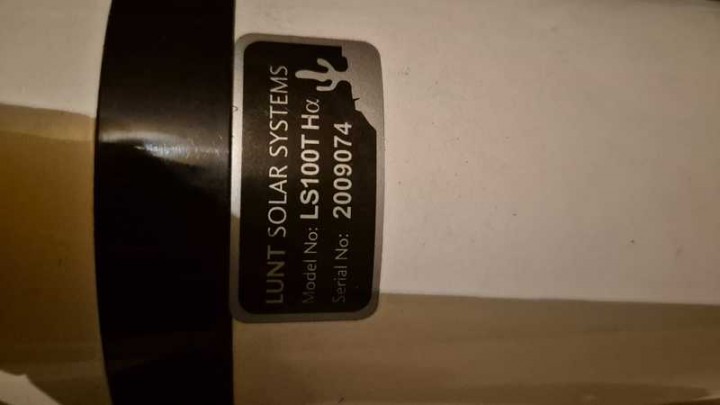 LUNT SOLAR SYSTEMS
Model No: LS100T Hα
Serial No: 2009074